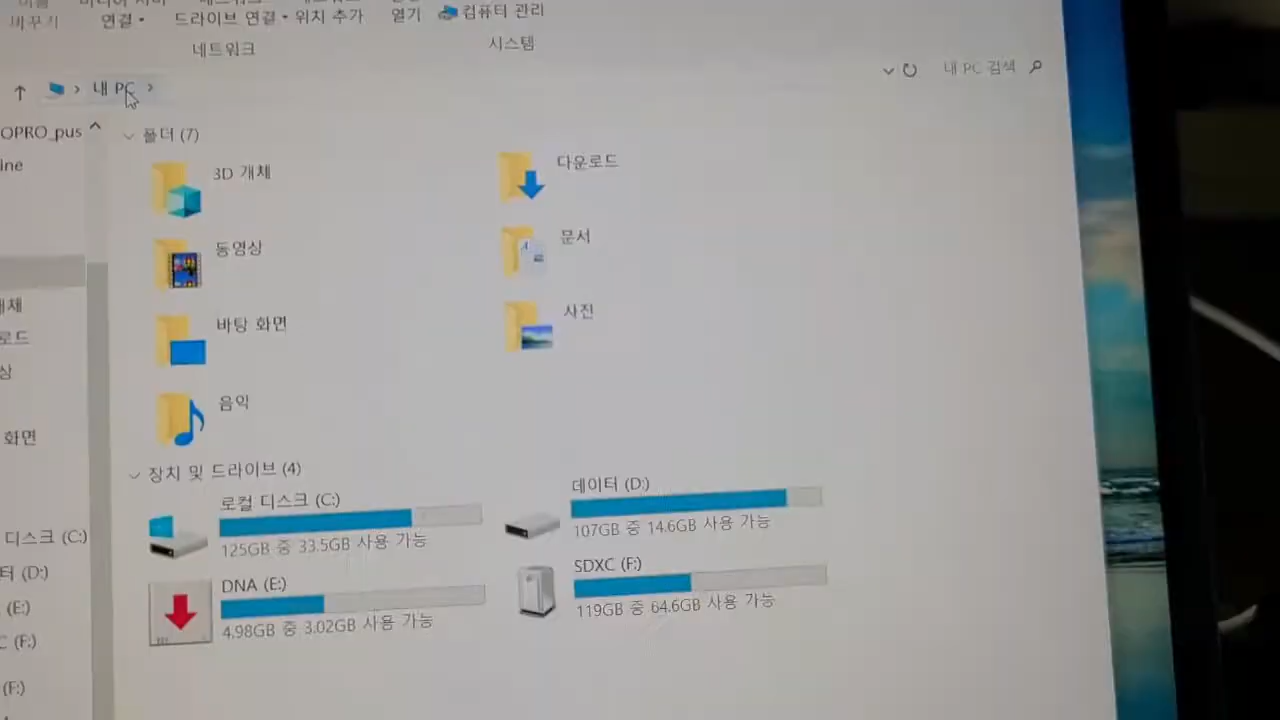 바꾸기 연결 드라이브 연결 위치 추가 열기 컴퓨터 관리
네트워크 시스템
내 PC
내 PC 검색
OPRO_pus
ine
폴더 (7)
3D 개체
다운로드
동영상
문서
바탕 화면
사진
음악
개체
로드
상
화면
디스크 (C:)
터 (D:)
(E:)
C (F:)
(F:)
장치 및 드라이브 (4)
로컬 디스크 (C:)
125GB 중 33.5GB 사용 가능
데이터 (D:)
107GB 중 14.6GB 사용 가능
DNA (E:)
4.98GB 중 3.02GB 사용 가능
SDXC (F:)
119GB 중 64.6GB 사용 가능